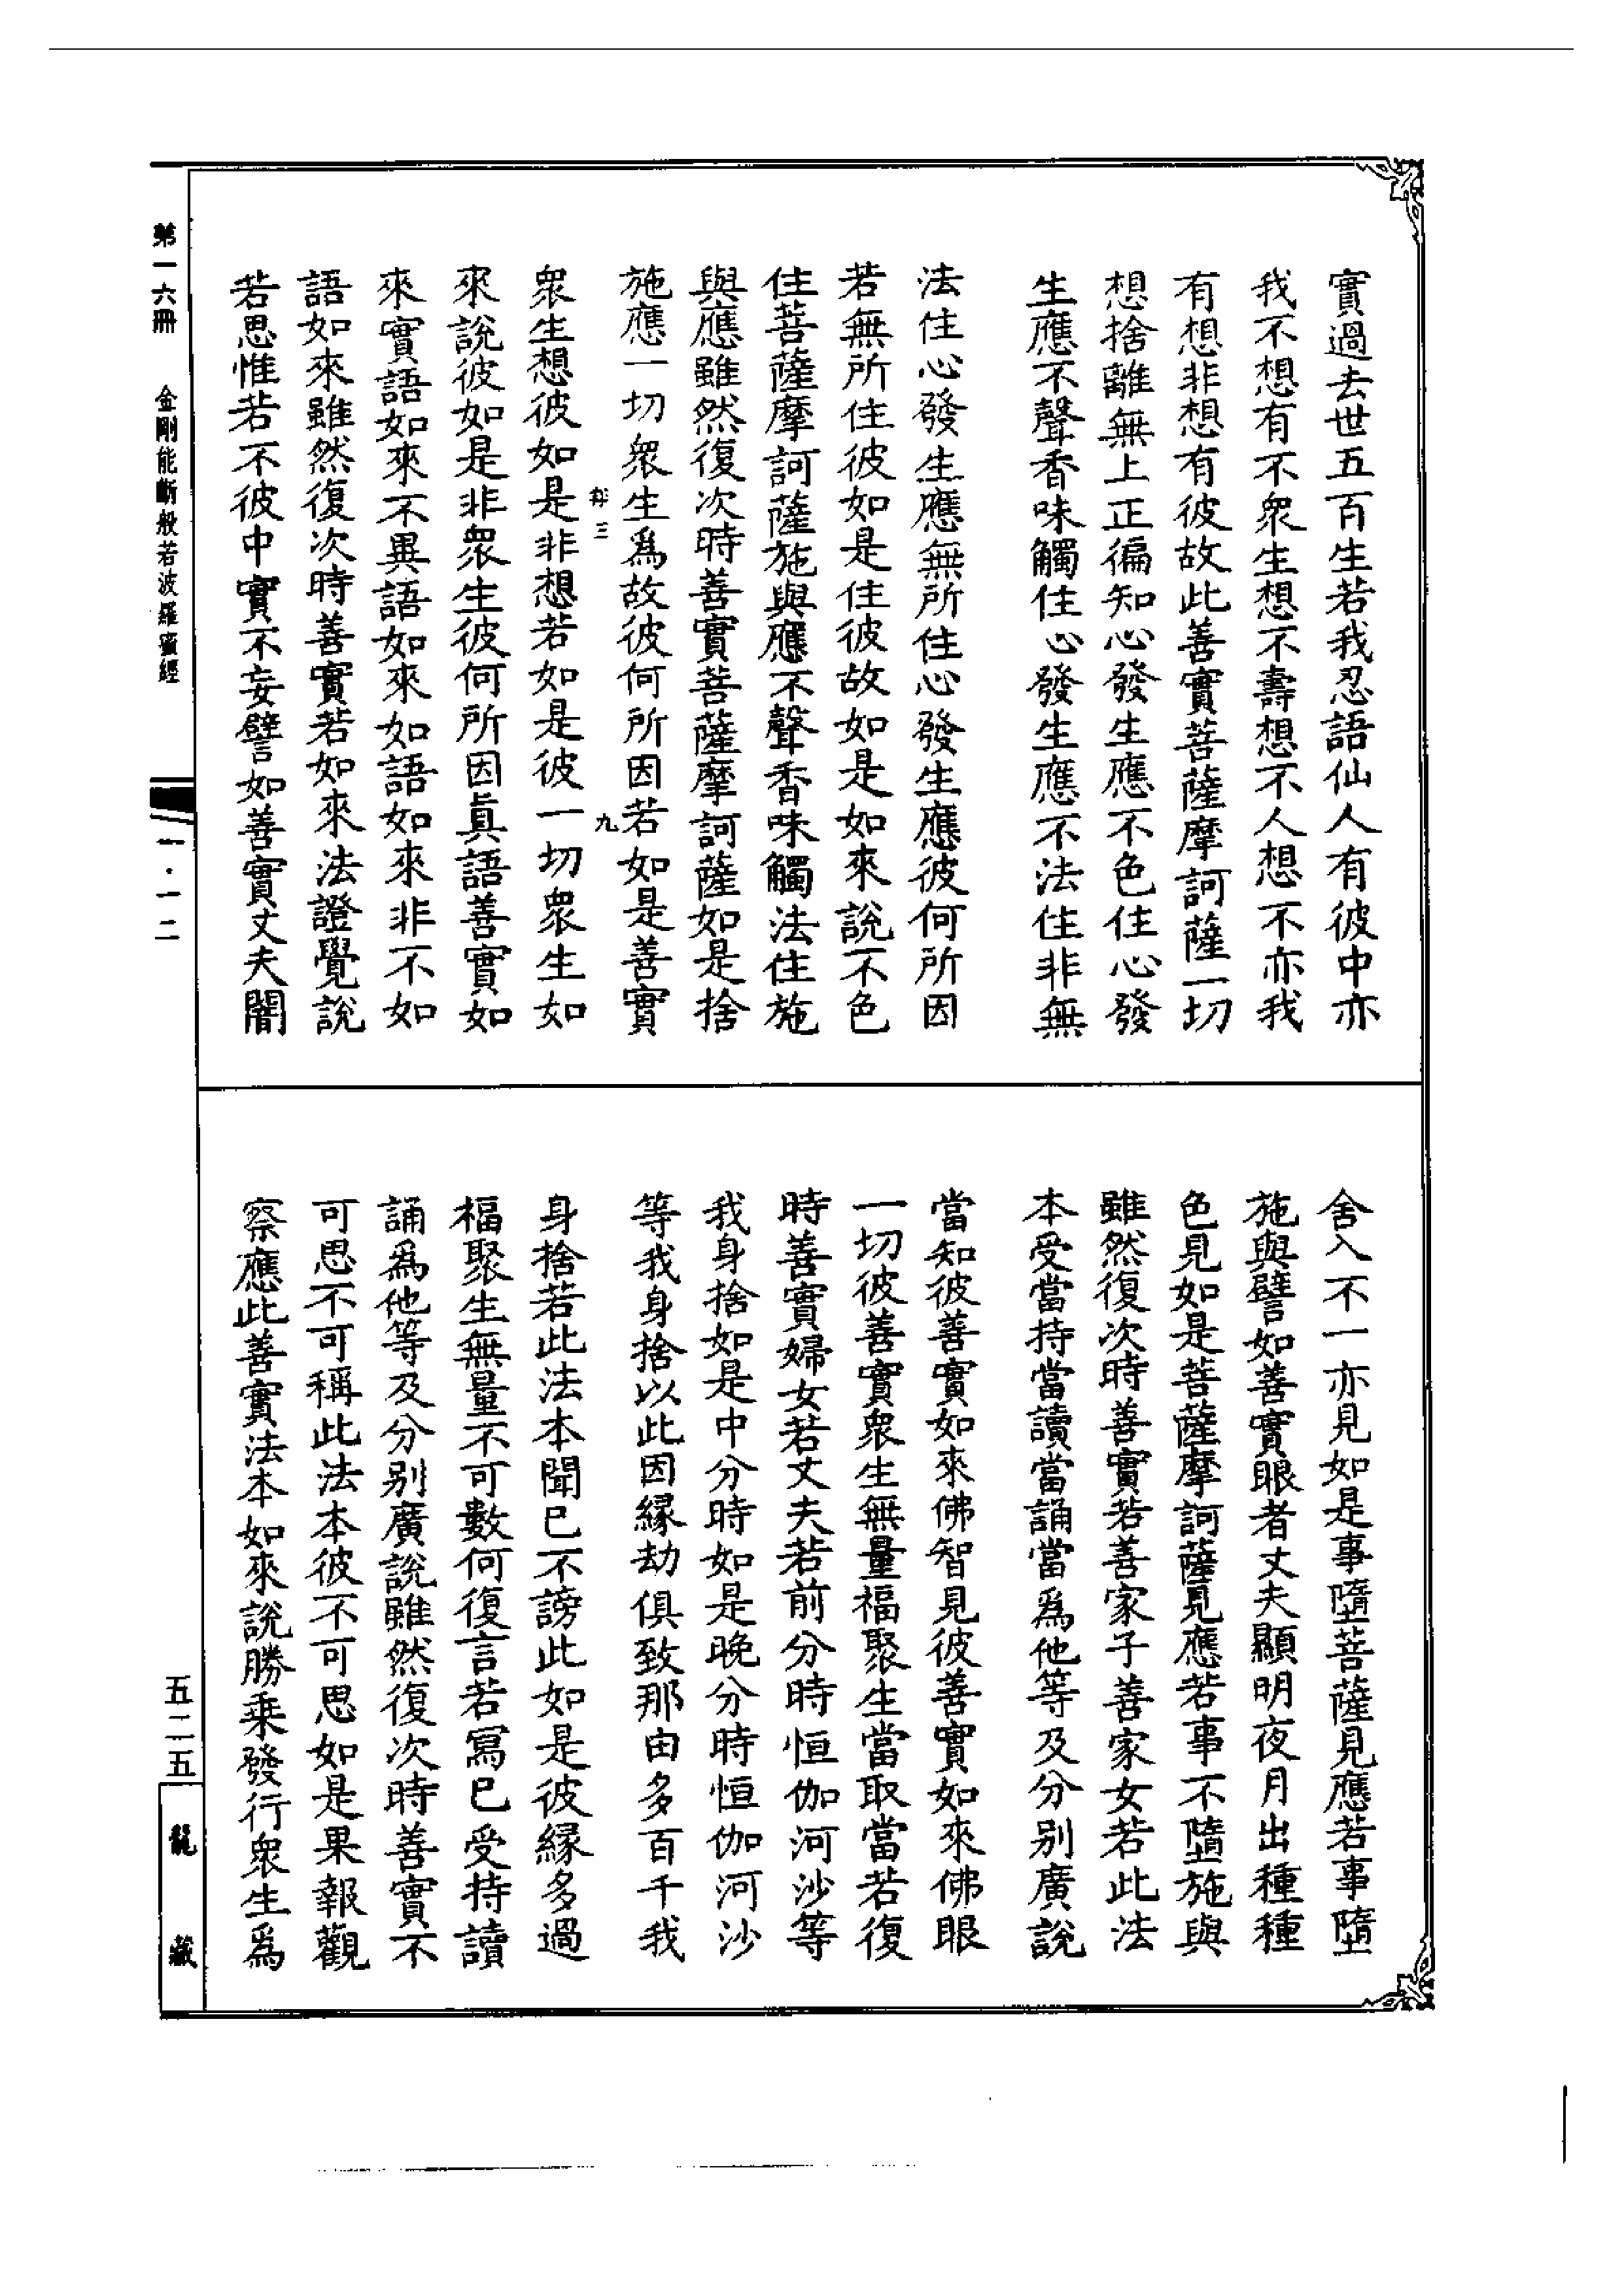 實過去世五百生若我忍語仙人有彼中亦
我不想有不衆生想不壽想不人想不亦我
有想非想有彼故此善實菩薩摩訶薩一切
想捨離無上正徧知心發生應不色住心發
生應不聲香味觸住心發生應不法住非無
法住心發生應無所住心發生應彼何所因
若無所住彼如是住彼故如是如來說不色
住菩薩摩訶薩施與應不聲香味觸法住施
與應雖然復次時善實菩薩摩訶薩如是捨
施應一切衆生爲故彼何所因若如是善實
三 九
衆生想彼如是非想若如是彼一切衆生如
來說彼如是非衆生彼何所因眞語善實如
來實語如來不異語如來如語如來非不如
語如來雖然復次時善實若如來法證覺說
若思惟若不彼中實不妄譬如善實丈夫闇
舍入不一亦見如是事墮菩薩見應若事墮
施與譬如善實眼者丈夫顯明夜月出種種
色見如是菩薩摩訶薩見應若事不墮施與
雖然復次時善實若善家子善家女若此法
本受當持當讀當誦當爲他等及分別廣說
當知彼善實如來佛智見彼善實如來佛眼
一切彼善實衆生無量福聚生當取當若復
時善實婦女若丈夫若前分時恒伽河沙等
我身捨如是中分時如是晚分時恒伽河沙
等我身捨以此因緣劫俱致那由多百千我
身捨若此法本聞已不謗此如是彼緣多過
福聚生無量不可數何復言若寫已受持讀
誦爲他等及分別廣說雖然復次時善實不
可思不可稱此法本彼不可思如是果報觀
察應此善實法本如來說勝乘發行衆生爲
第一六冊 金剛能斷般若波羅蜜經 一·一二
五二五 龍藏